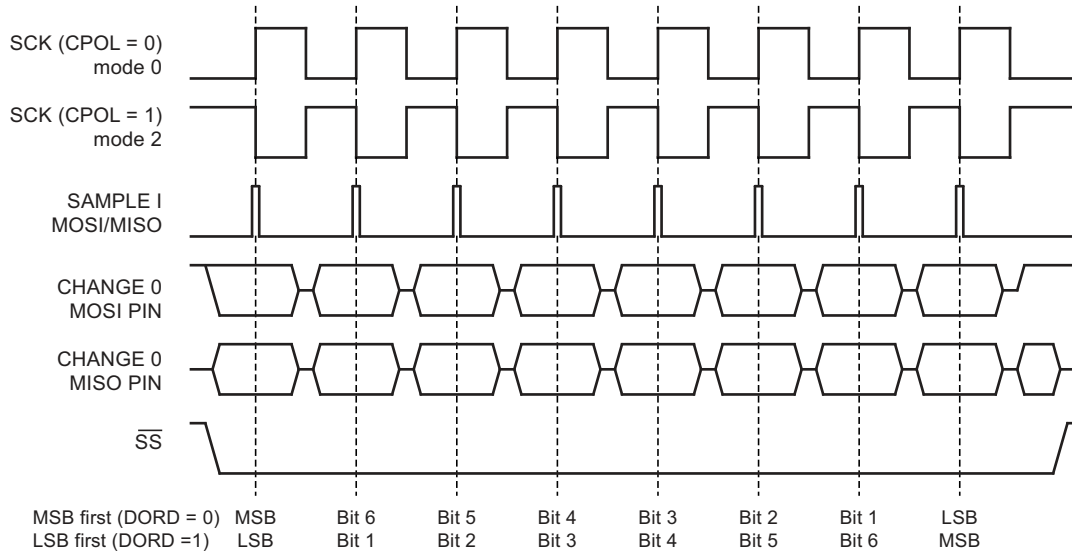 SCK (CPOL = 0)
mode 0
SCK (CPOL = 1)
mode 2
SAMPLE I
MOSI/MISO
CHANGE 0
MOSI PIN
CHANGE 0
MISO PIN
SS
MSB first (DORD = 0) MSB Bit 6 Bit 5 Bit 4 Bit 3 Bit 2 Bit 1 LSB
LSB first (DORD =1) LSB Bit 1 Bit 2 Bit 3 Bit 4 Bit 5 Bit 6 MSB